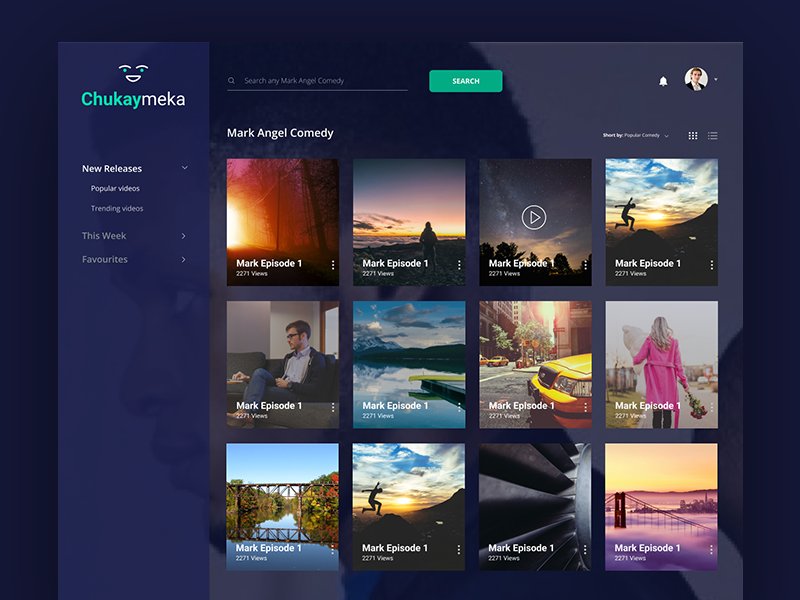 Chukaymeka
Search any Mark Angel Comedy
SEARCH
New Releases
Popular videos
Trending videos
This Week
Favourites
Mark Angel Comedy
Short by: Popular Comedy
Mark Episode 1
2271 Views
Mark Episode 1
2271 Views
Mark Episode 1
2271 Views
Mark Episode 1
2271 Views
Mark Episode 1
2271 Views
Mark Episode 1
2271 Views
Mark Episode 1
2271 Views
Mark Episode 1
2271 Views
Mark Episode 1
2271 Views
Mark Episode 1
2271 Views
Mark Episode 1
2271 Views
Mark Episode 1
2271 Views